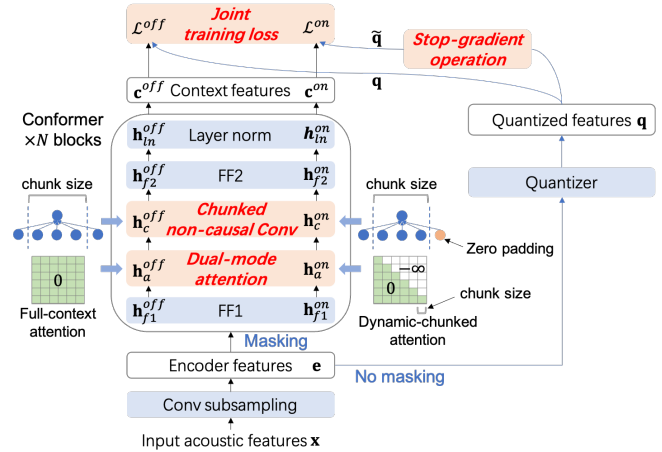 ℒ^off Joint training loss ℒ^on
q̃
Stop-gradient operation
q
c^off Context features c^on
Quantized features q
Conformer
×N blocks
h_ln^off Layer norm h_ln^on
h_f2^off FF2 h_f2^on
Quantizer
chunk size
chunk size
h_c^off Chunked non-causal Conv h_c^on
Zero padding
h_a^off Dual-mode attention h_a^on
0
−∞
0
chunk size
Full-context
attention
h_f1^off FF1 h_f1^on
Dynamic-chunked
attention
Masking
Encoder features e
No masking
Conv subsampling
Input acoustic features x